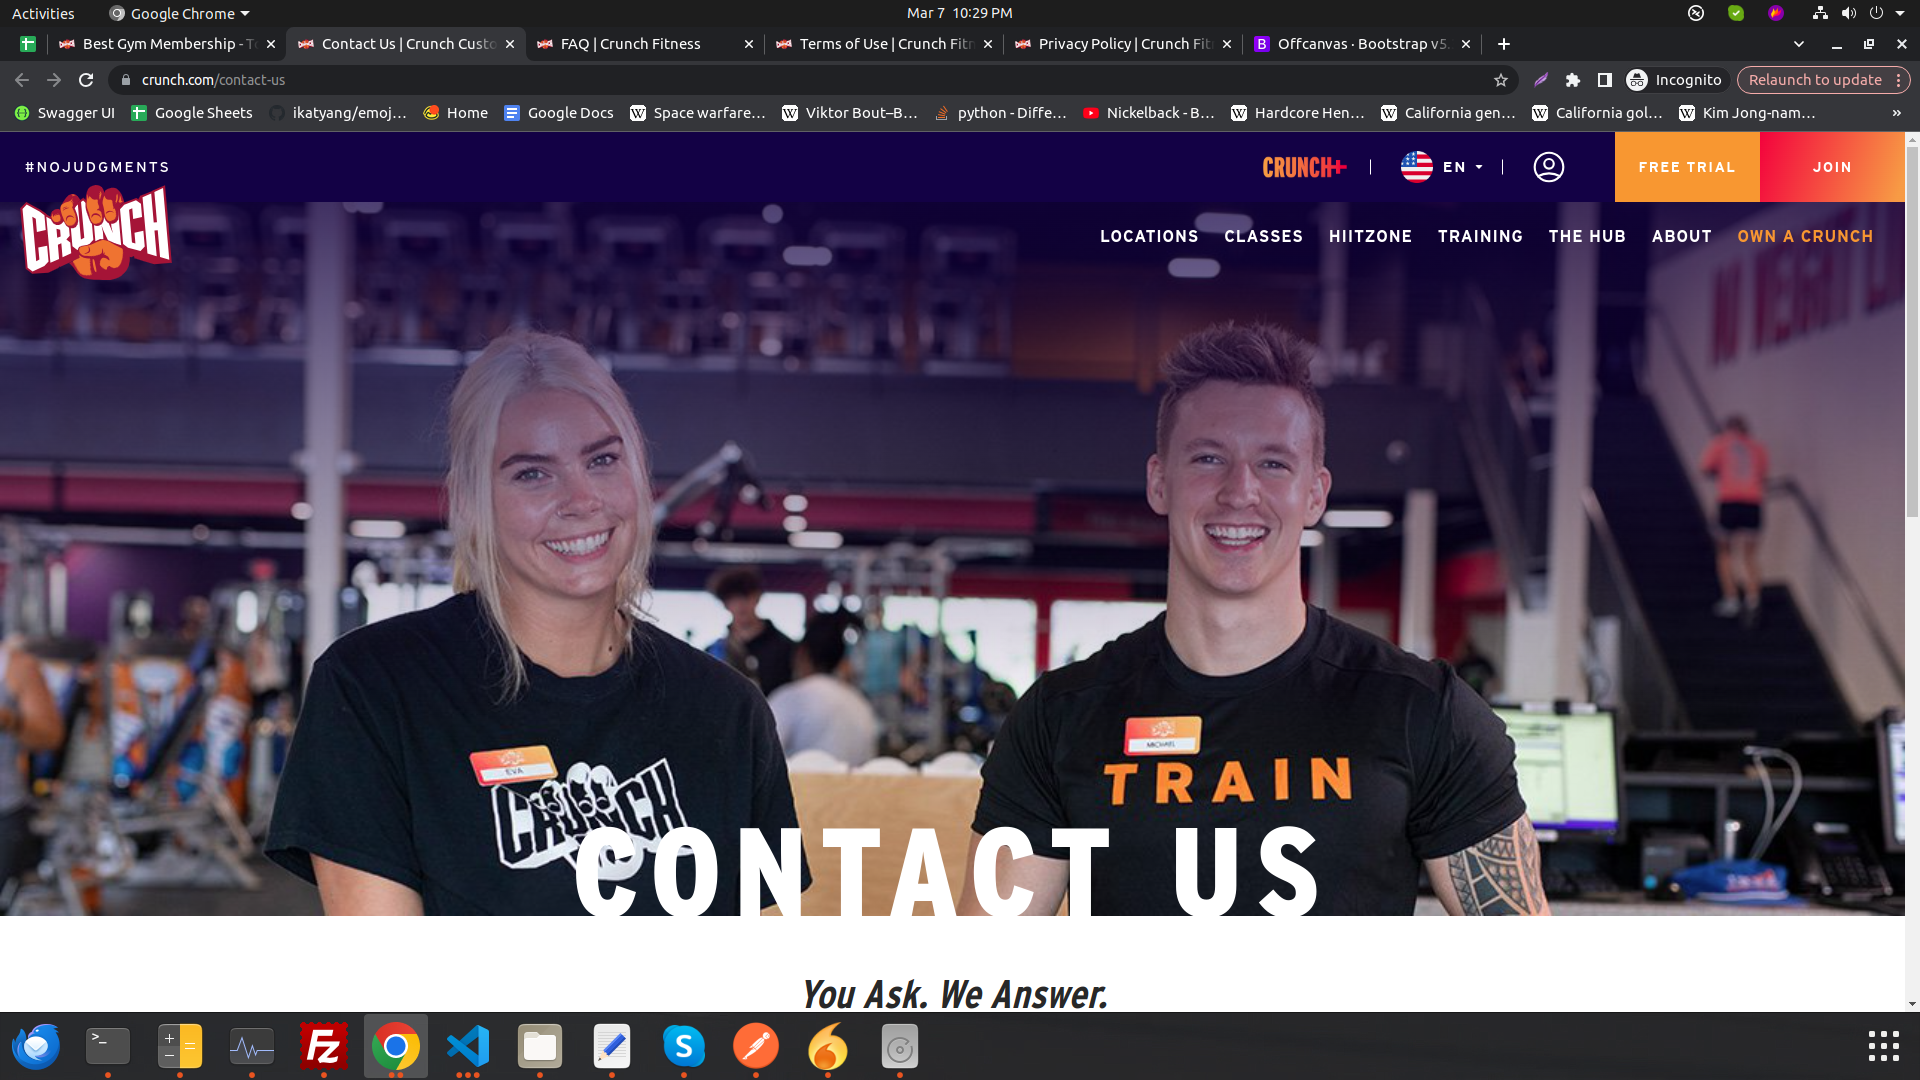 Activities
Google Chrome
Mar 7 10:29 PM
Best Gym Membership - To
Contact Us | Crunch Custo
FAQ | Crunch Fitness
Terms of Use | Crunch Fitn
Privacy Policy | Crunch Fit
Offcanvas · Bootstrap v5.
crunch.com/contact-us
Incognito
Relaunch to update
Swagger UI
Google Sheets
ikatyang/emoj...
Home
Google Docs
Space warfare...
Viktor Bout–B...
python - Diffe...
Nickelback - B...
Hardcore Hen...
California gen...
California gol...
Kim Jong-nam...
#NOJUDGMENTS
CRUNCH+
EN
FREE TRIAL
JOIN
CRUNCH
LOCATIONS
CLASSES
HIITZONE
TRAINING
THE HUB
ABOUT
OWN A CRUNCH
EVA
MICHAEL
CRUNCH
TRAIN
CONTACT US
You Ask. We Answer.